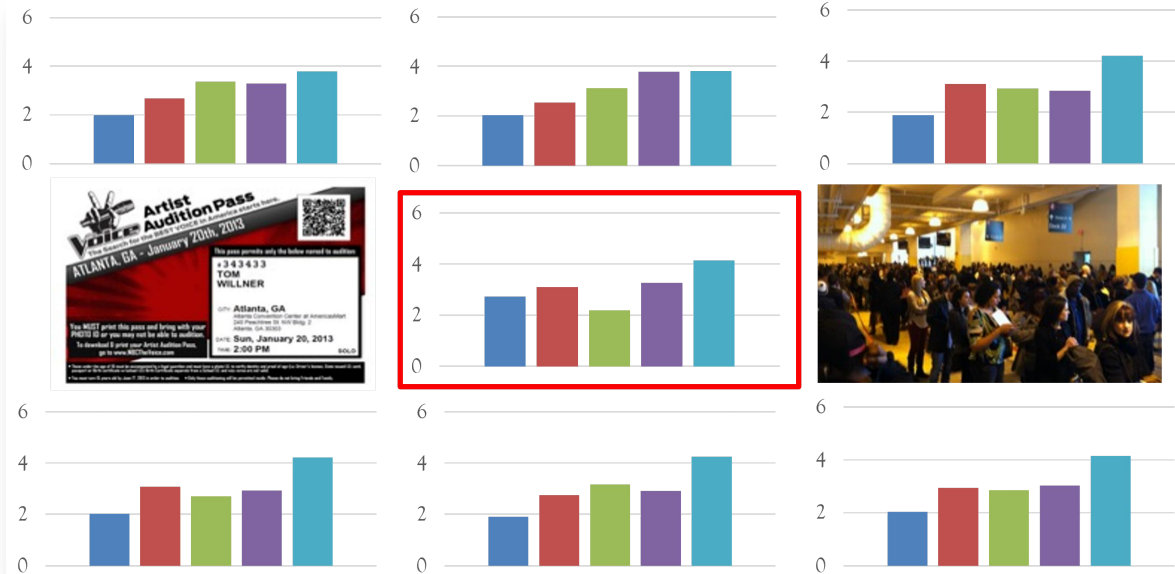 6
4
2
0
6
4
2
0
6
4
2
0
Voice
Artist
Audition Pass
The Search for the BEST VOICE in America starts here.
ATLANTA, GA - January 20th, 2013
This pass permits only the below named to audition:
+343433
TOM
WILLNER
CITY: Atlanta, GA
Atlanta Convention Center at AmericasMart
240 Peachtree St. NW Bldg. 2
Atlanta, GA 30303
DATE: Sun, January 20, 2013
TIME: 2:00 PM
SOLO
You MUST print this pass and bring with your
PHOTO ID or you may not be able to audition.
To download & print your Artist Audition Pass,
go to www.NBCTheVoice.com
6
4
2
0
6
4
2
0
6
4
2
0
6
4
2
0